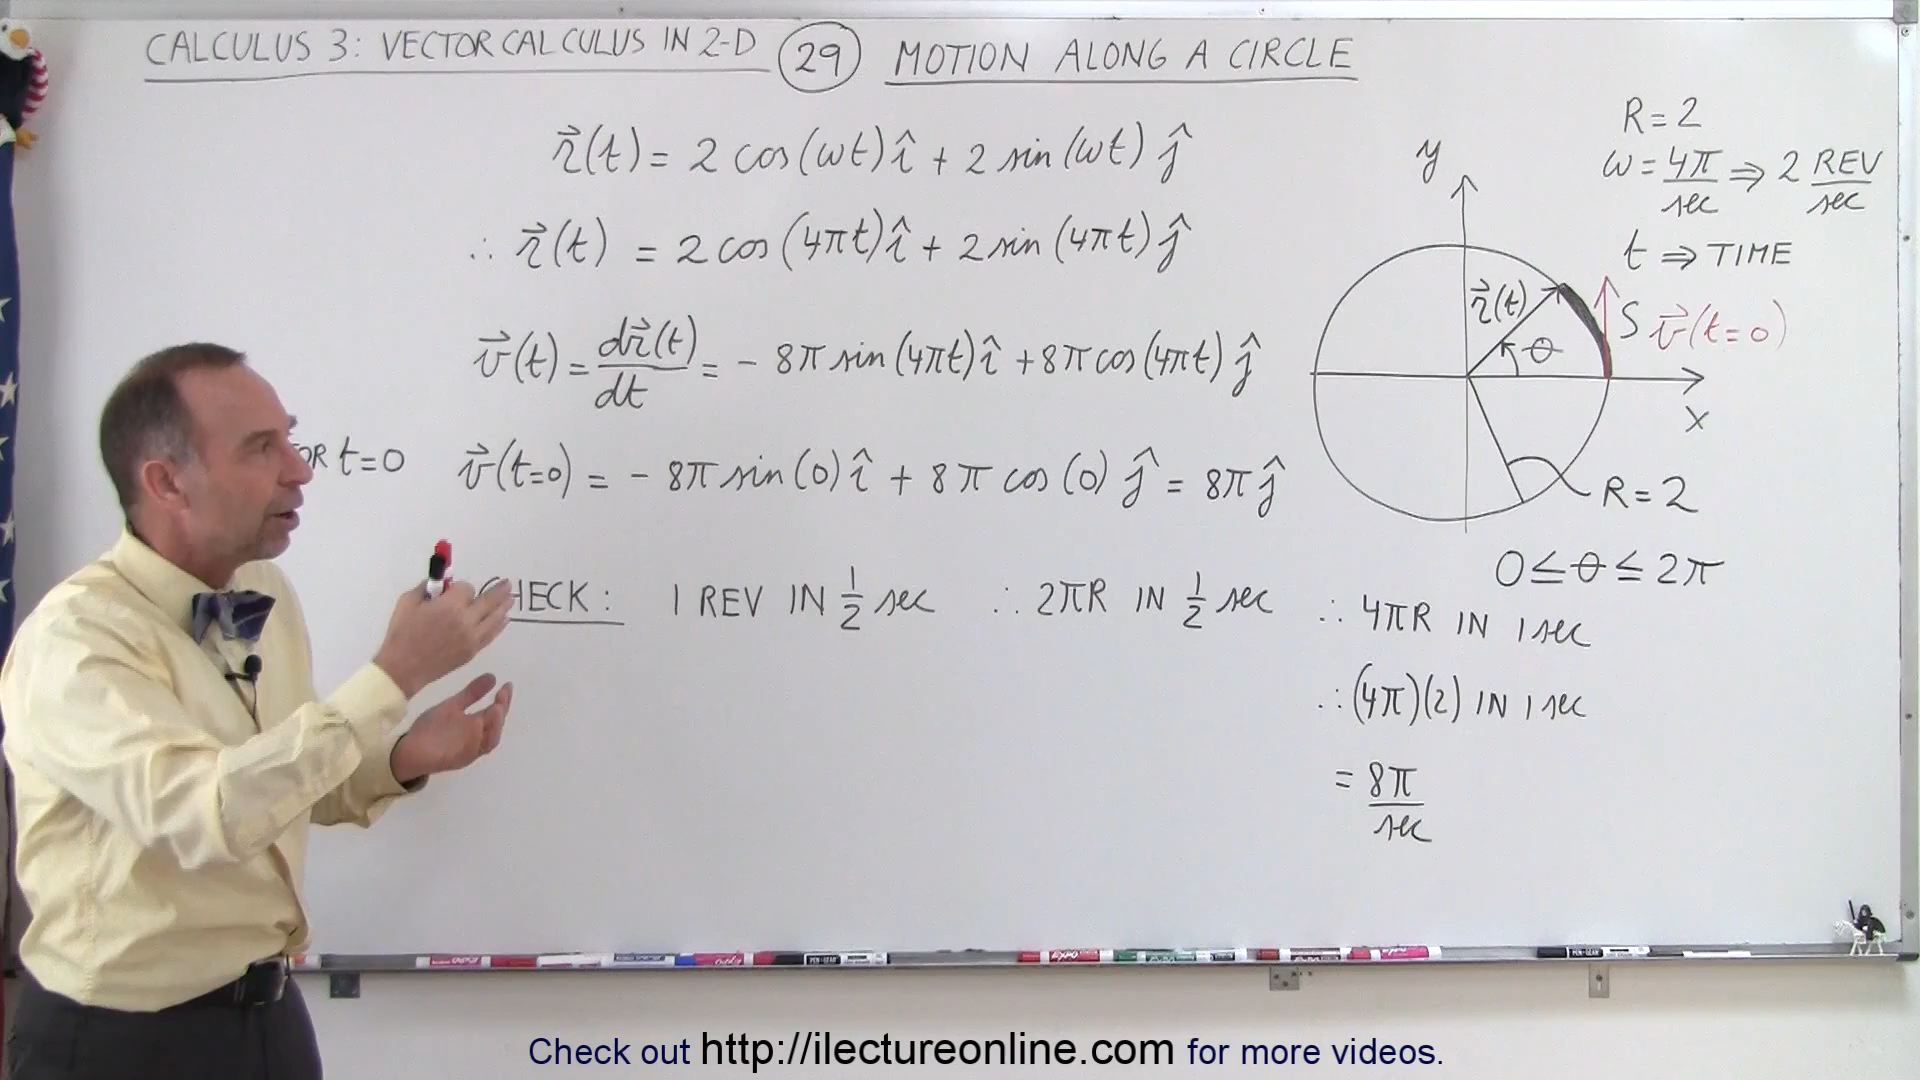 CALCULUS 3: VECTOR CALCULUS IN 2-D 29 MOTION ALONG A CIRCLE
r⃗(t) = 2 cos(ωt) î + 2 sin(ωt) ĵ
∴ r⃗(t) = 2 cos(4πt) î + 2 sin(4πt) ĵ
v⃗(t) = dr⃗(t)/dt = - 8π sin(4πt) î + 8π cos(4πt) ĵ
OR t=0 v⃗(t=0) = - 8π sin(0) î + 8π cos(0) ĵ = 8π ĵ
CHECK: 1 REV IN 1/2 sec ∴ 2πR IN 1/2 sec ∴ 4πR IN 1 sec
∴ (4π)(2) IN 1 sec
= 8π/sec
R = 2
ω = 4π/sec ⇒ 2 REV/sec
t ⇒ TIME
y
r⃗(t)
θ
S v⃗(t=0)
x
R = 2
0 ≤ θ ≤ 2π
EXPO
Check out http://ilectureonline.com for more videos.